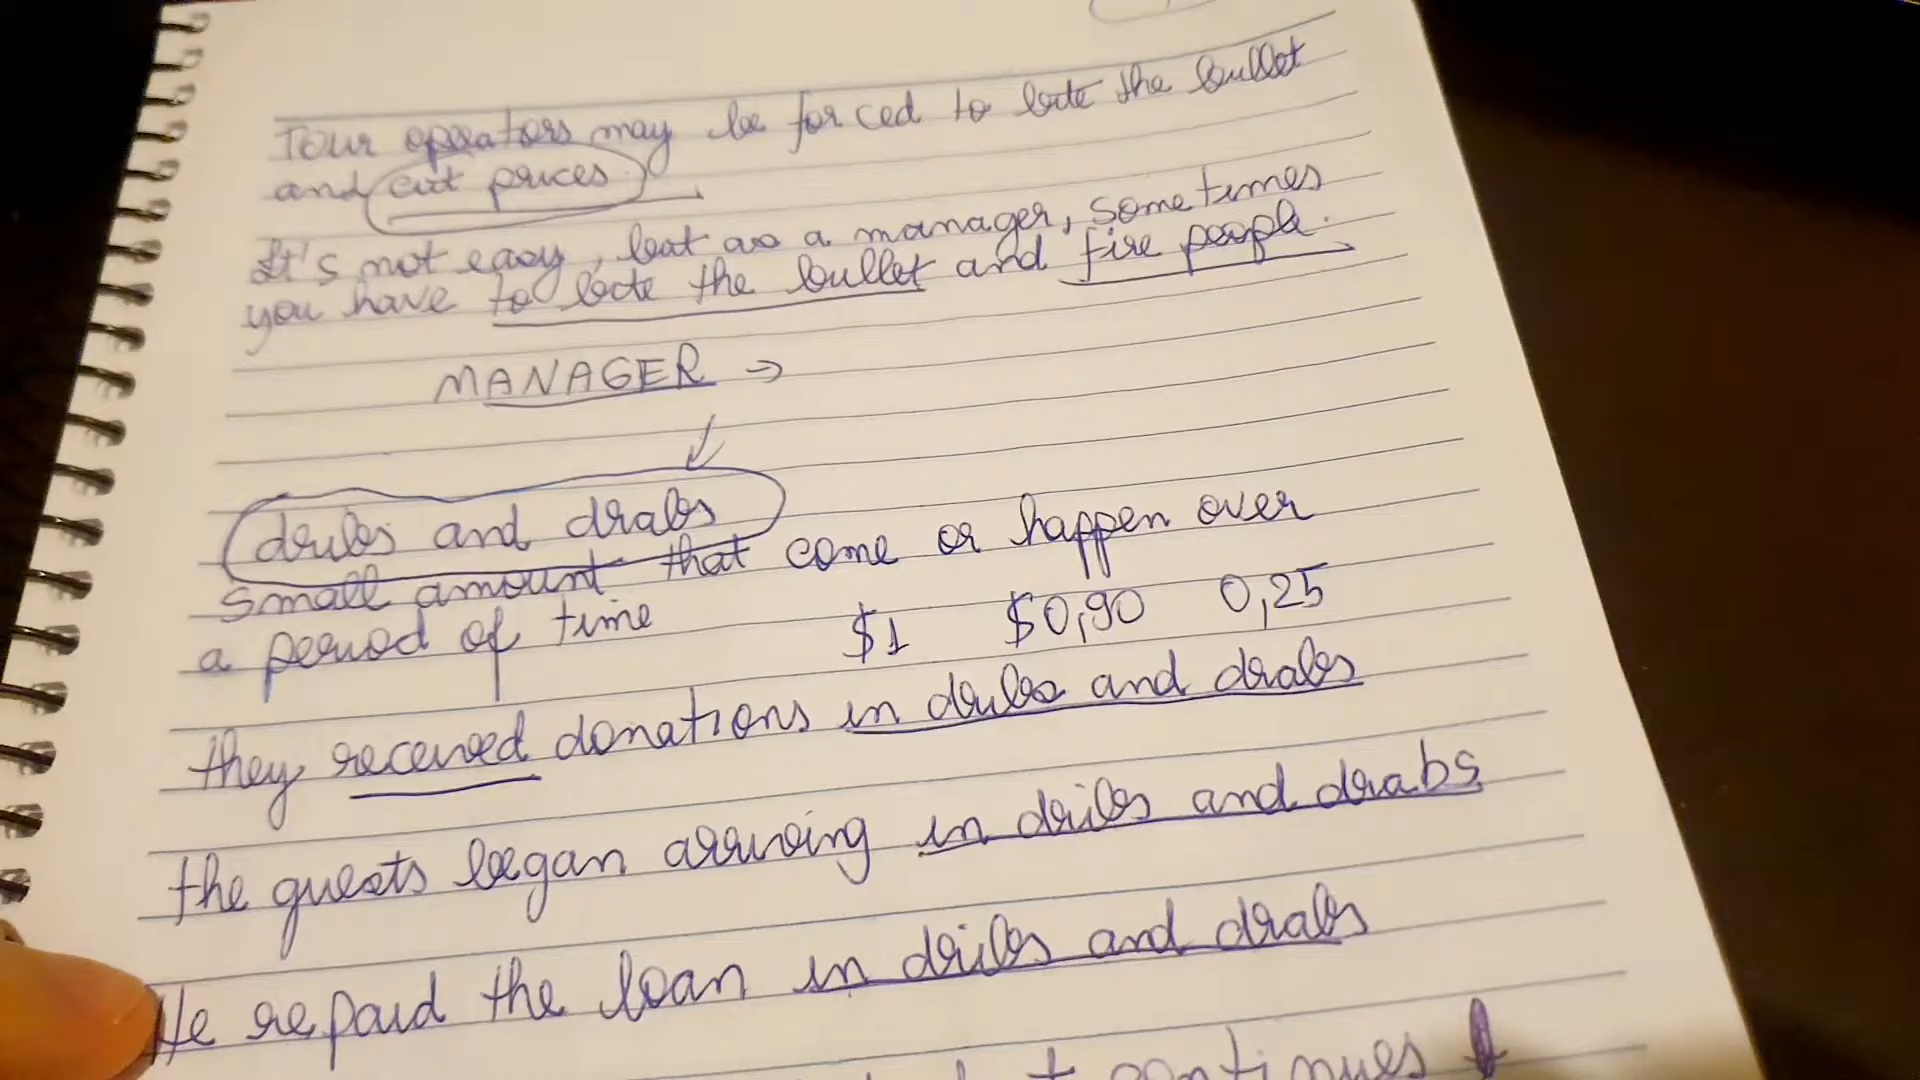 Tour operators may be forced to bite the bullet
and cut prices.
It's not easy, but as a manager, sometimes
you have to bite the bullet and fire people.
MANAGER →
dribs and drabs
small amount that come or happen over
a period of time $1 $0,90 0,25
they received donations in dribs and drabs
the guests began arriving in dribs and drabs
He repaid the loan in dribs and drabs
continues